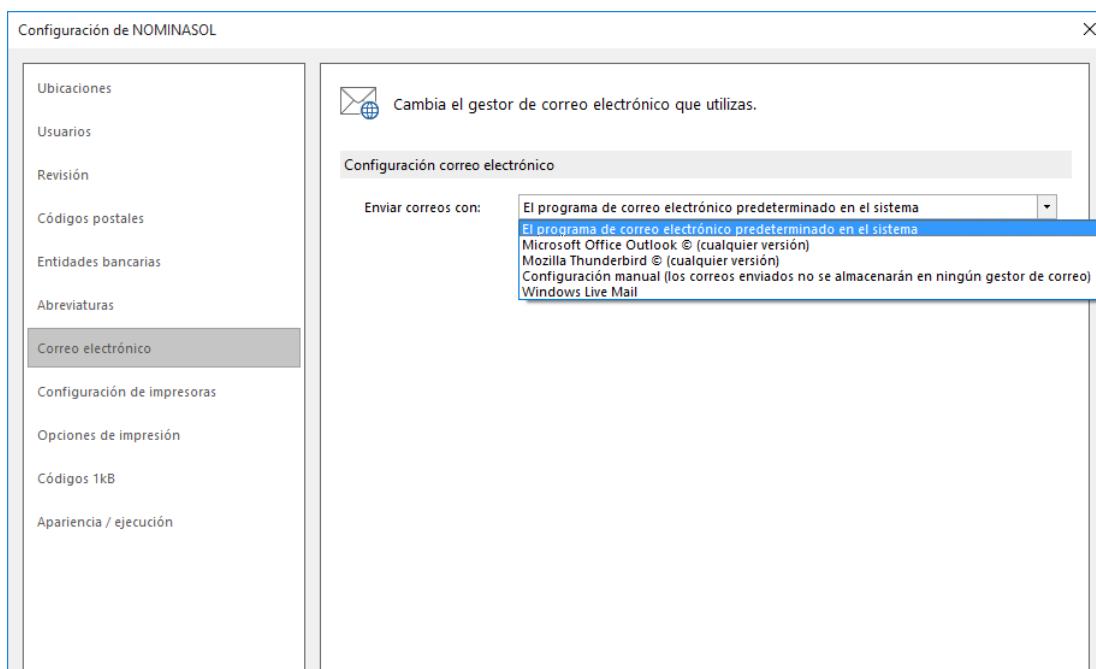 Configuración de NOMINASOL
Ubicaciones
Usuarios
Revisión
Códigos postales
Entidades bancarias
Abreviaturas
Correo electrónico
Configuración de impresoras
Opciones de impresión
Códigos 1kB
Apariencia / ejecución
Cambia el gestor de correo electrónico que utilizas.
Configuración correo electrónico
Enviar correos con: El programa de correo electrónico predeterminado en el sistema
El programa de correo electrónico predeterminado en el sistema
Microsoft Office Outlook © (cualquier versión)
Mozilla Thunderbird © (cualquier versión)
Configuración manual (los correos enviados no se almacenarán en ningún gestor de correo)
Windows Live Mail